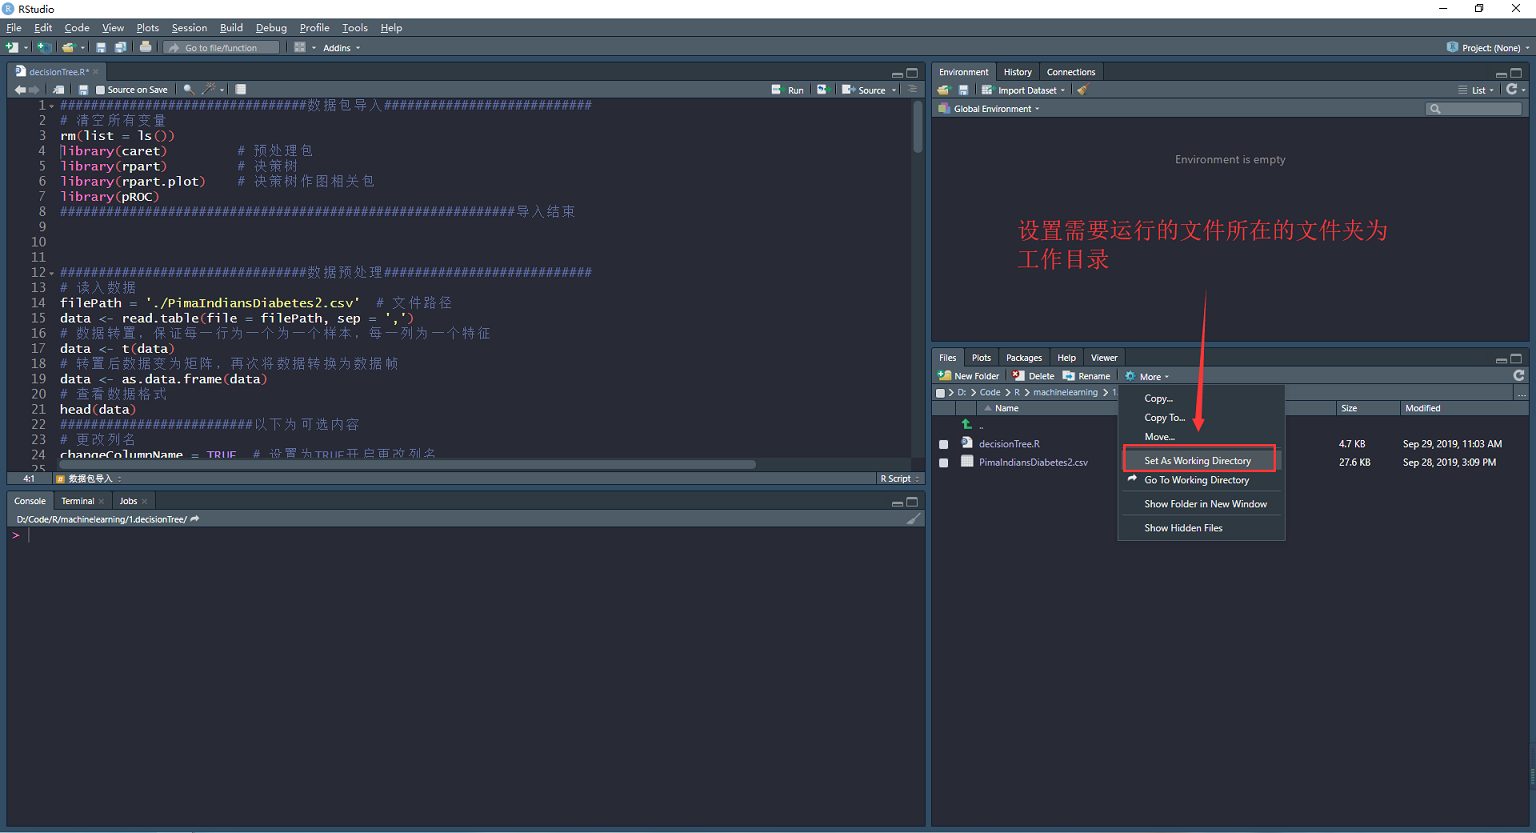 RStudio
File Edit Code View Plots Session Build Debug Profile Tools Help
Go to file/function Addins Project: (None)
decisionTree.R*
Source on Save Run Source
1 ################################数据包导入###########################
2 # 清空所有变量
3 rm(list = ls())
4 library(caret) # 预处理包
5 library(rpart) # 决策树
6 library(rpart.plot) # 决策树作图相关包
7 library(pROC)
8 ###########################################################导入结束
9
10
11
12 ################################数据预处理###########################
13 # 读入数据
14 filePath = './PimaIndiansDiabetes2.csv' # 文件路径
15 data <- read.table(file = filePath, sep = ',')
16 # 数据转置，保证每一行为一个为一个样本，每一列为一个特征
17 data <- t(data)
18 # 转置后数据变为矩阵，再次将数据转换为数据帧
19 data <- as.data.frame(data)
20 # 查看数据格式
21 head(data)
22 #########################以下为可选内容
23 # 更改列名
24 changeColumnName = TRUE # 设置为TRUE开启更改列名
25
4:1 # 数据包导入 R Script
Console Terminal Jobs
D:/Code/R/machinelearning/1.decisionTree/
>
Environment History Connections
Import Dataset List
Global Environment
Environment is empty
设置需要运行的文件所在的文件夹为
工作目录
Files Plots Packages Help Viewer
New Folder Delete Rename More
D: > Code > R > machinelearning > 1. ...
Name Size Modified
..
decisionTree.R 4.7 KB Sep 29, 2019, 11:03 AM
PimaIndiansDiabetes2.csv 27.6 KB Sep 28, 2019, 3:09 PM
Copy...
Copy To...
Move...
Set As Working Directory
Go To Working Directory
Show Folder in New Window
Show Hidden Files